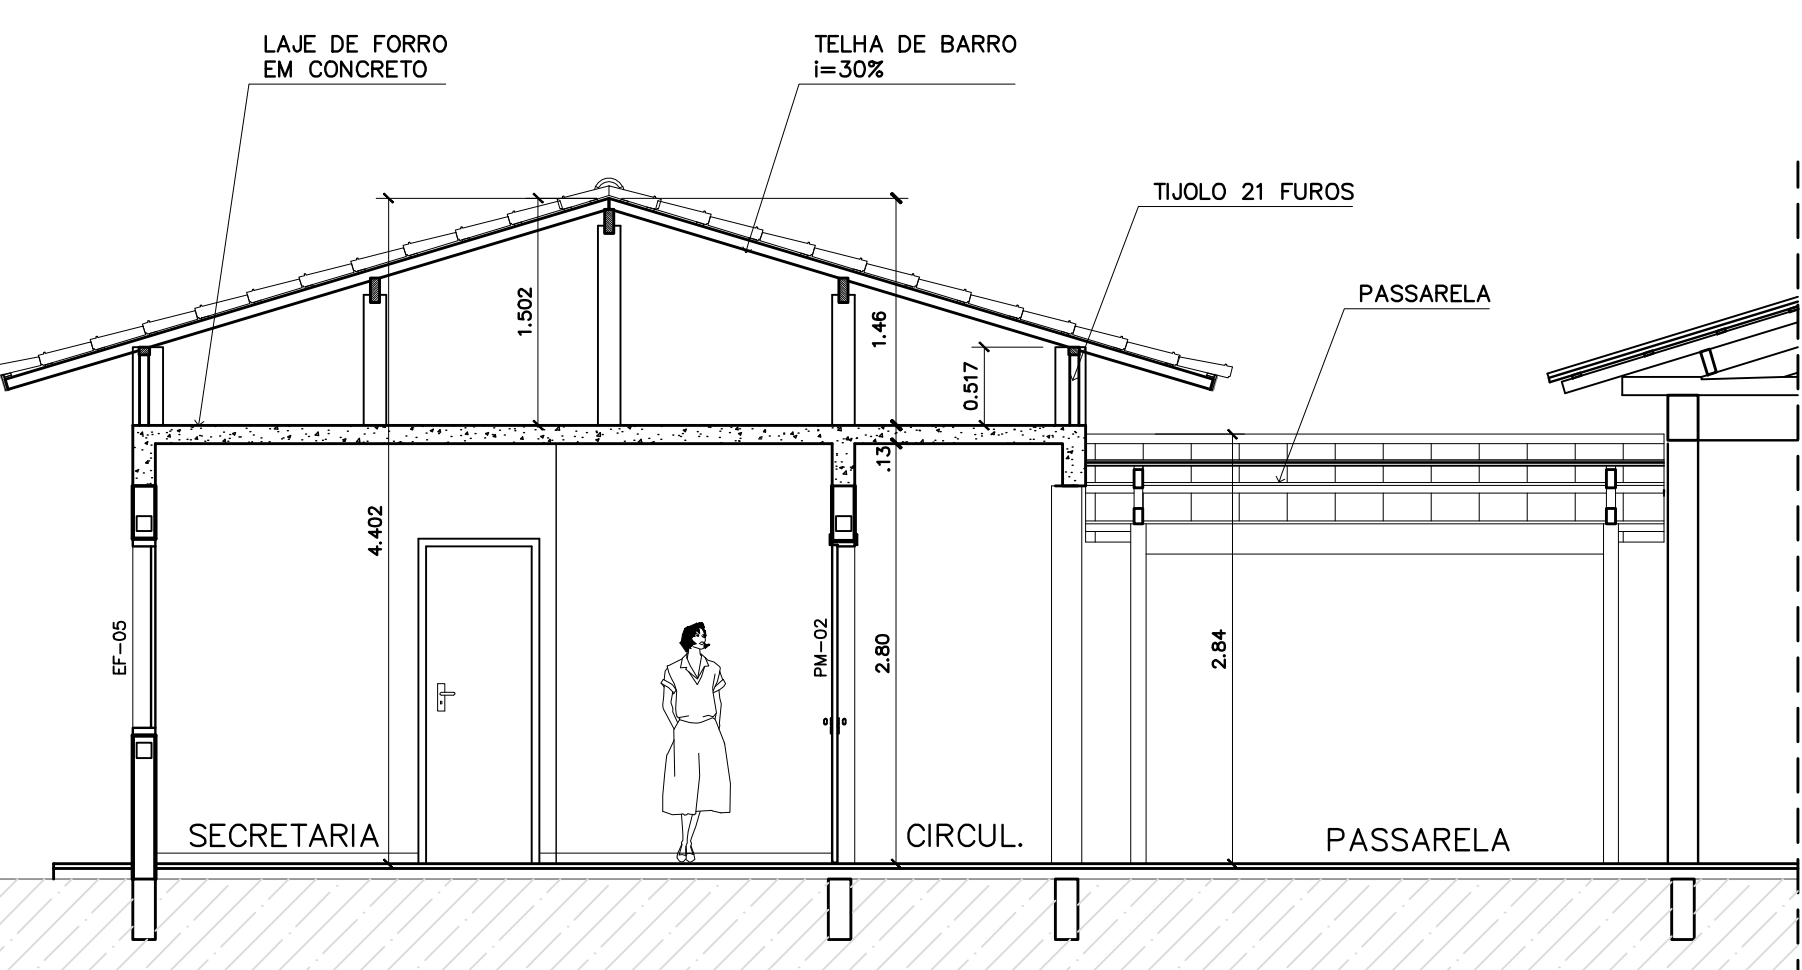 LAJE DE FORRO
EM CONCRETO
TELHA DE BARRO
i=30%
TIJOLO 21 FUROS
PASSARELA
1.502
1.46
0.517
.13
4.402
EF-05
PM-02
2.80
2.84
SECRETARIA
CIRCUL.
PASSARELA